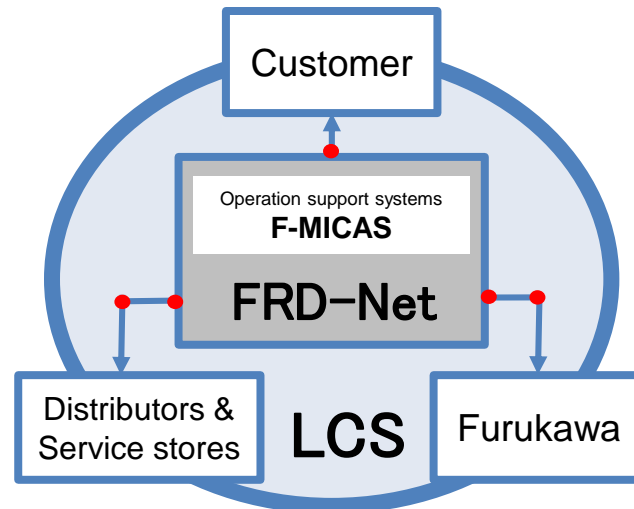 Customer
Operation support systems
F-MICAS
FRD-Net
Distributors &
Service stores
LCS
Furukawa